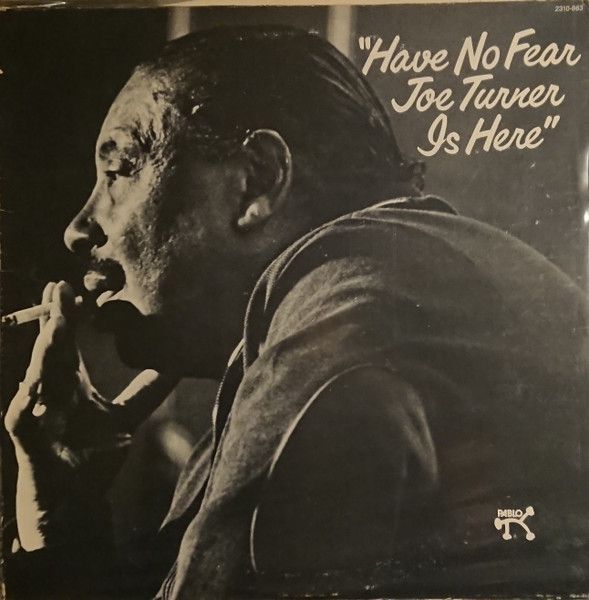 2310-863
"Have No Fear
Joe Turner
Is Here"
PABLO